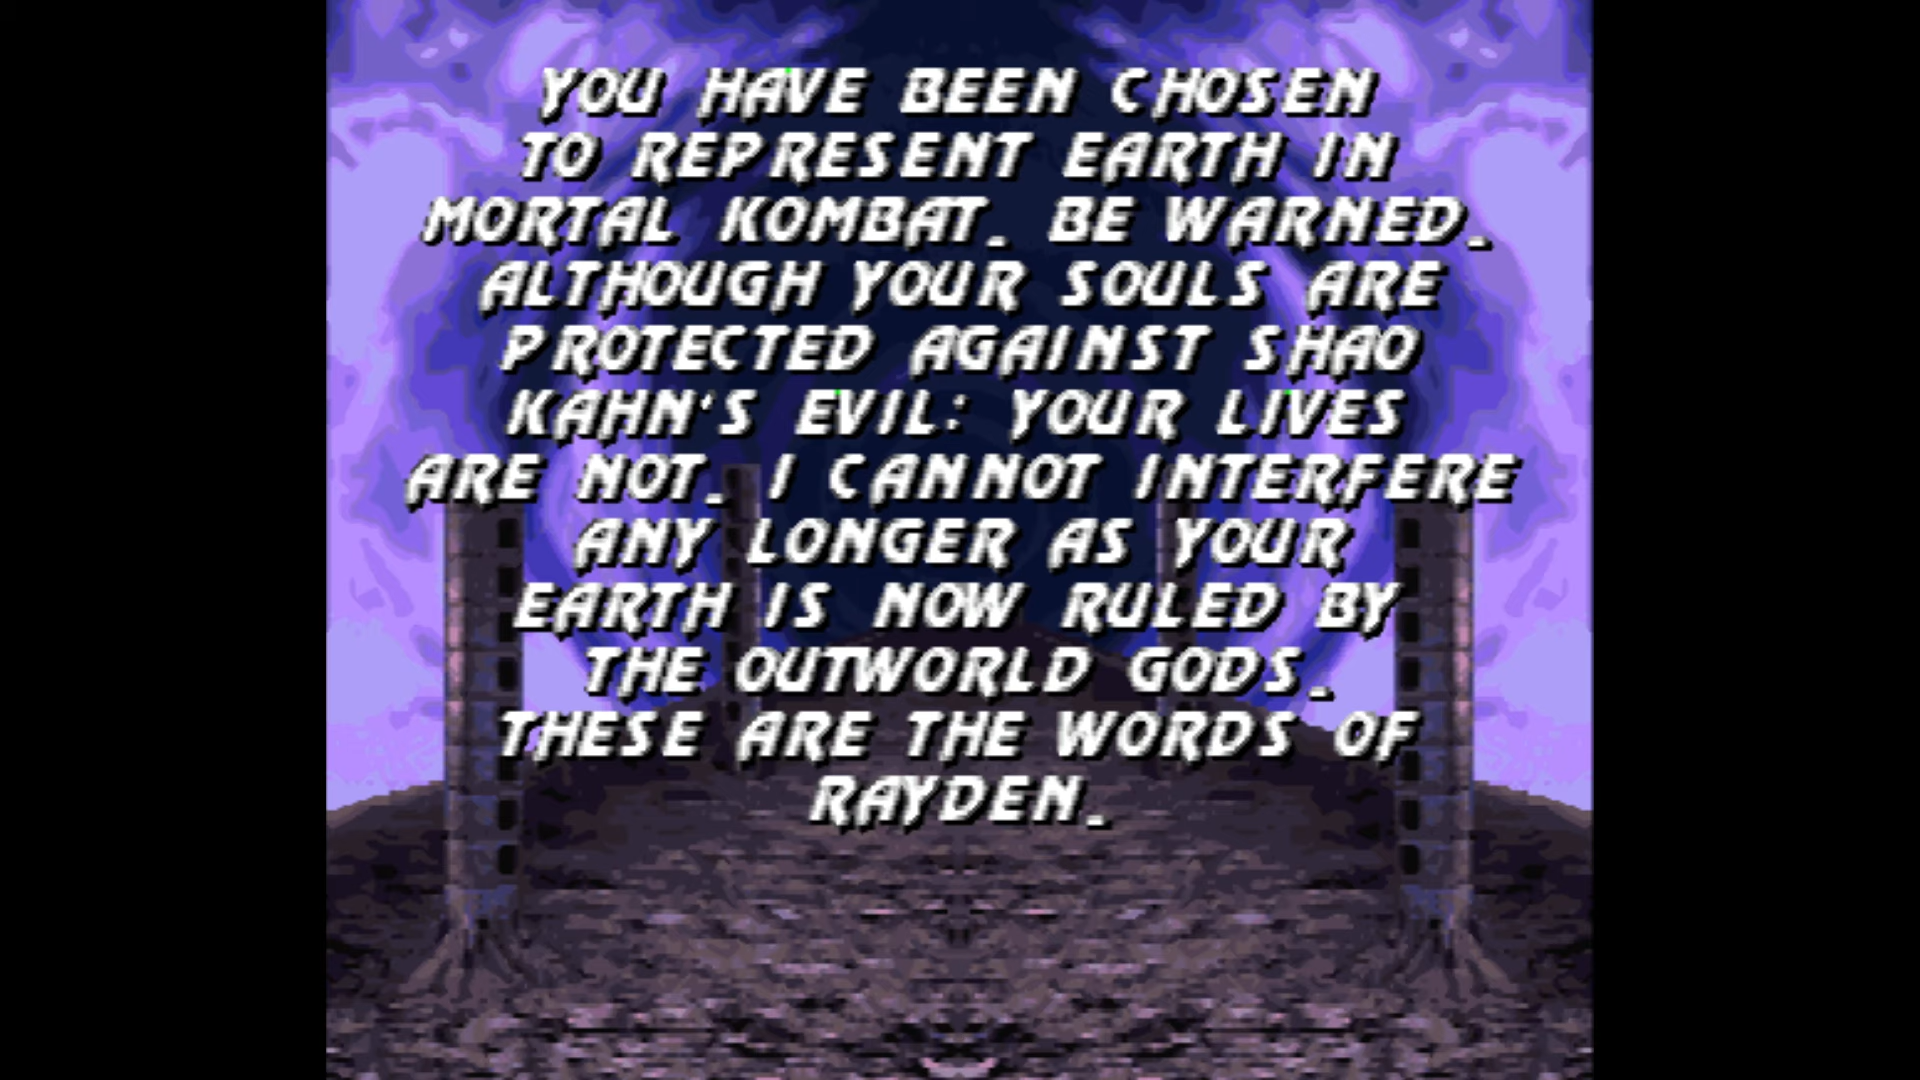 YOU HAVE BEEN CHOSEN
TO REPRESENT EARTH IN
MORTAL KOMBAT. BE WARNED.
ALTHOUGH YOUR SOULS ARE
PROTECTED AGAINST SHAO
KAHN'S EVIL: YOUR LIVES
ARE NOT. I CANNOT INTERFERE
ANY LONGER AS YOUR
EARTH IS NOW RULED BY
THE OUTWORLD GODS.
THESE ARE THE WORDS OF
RAYDEN.